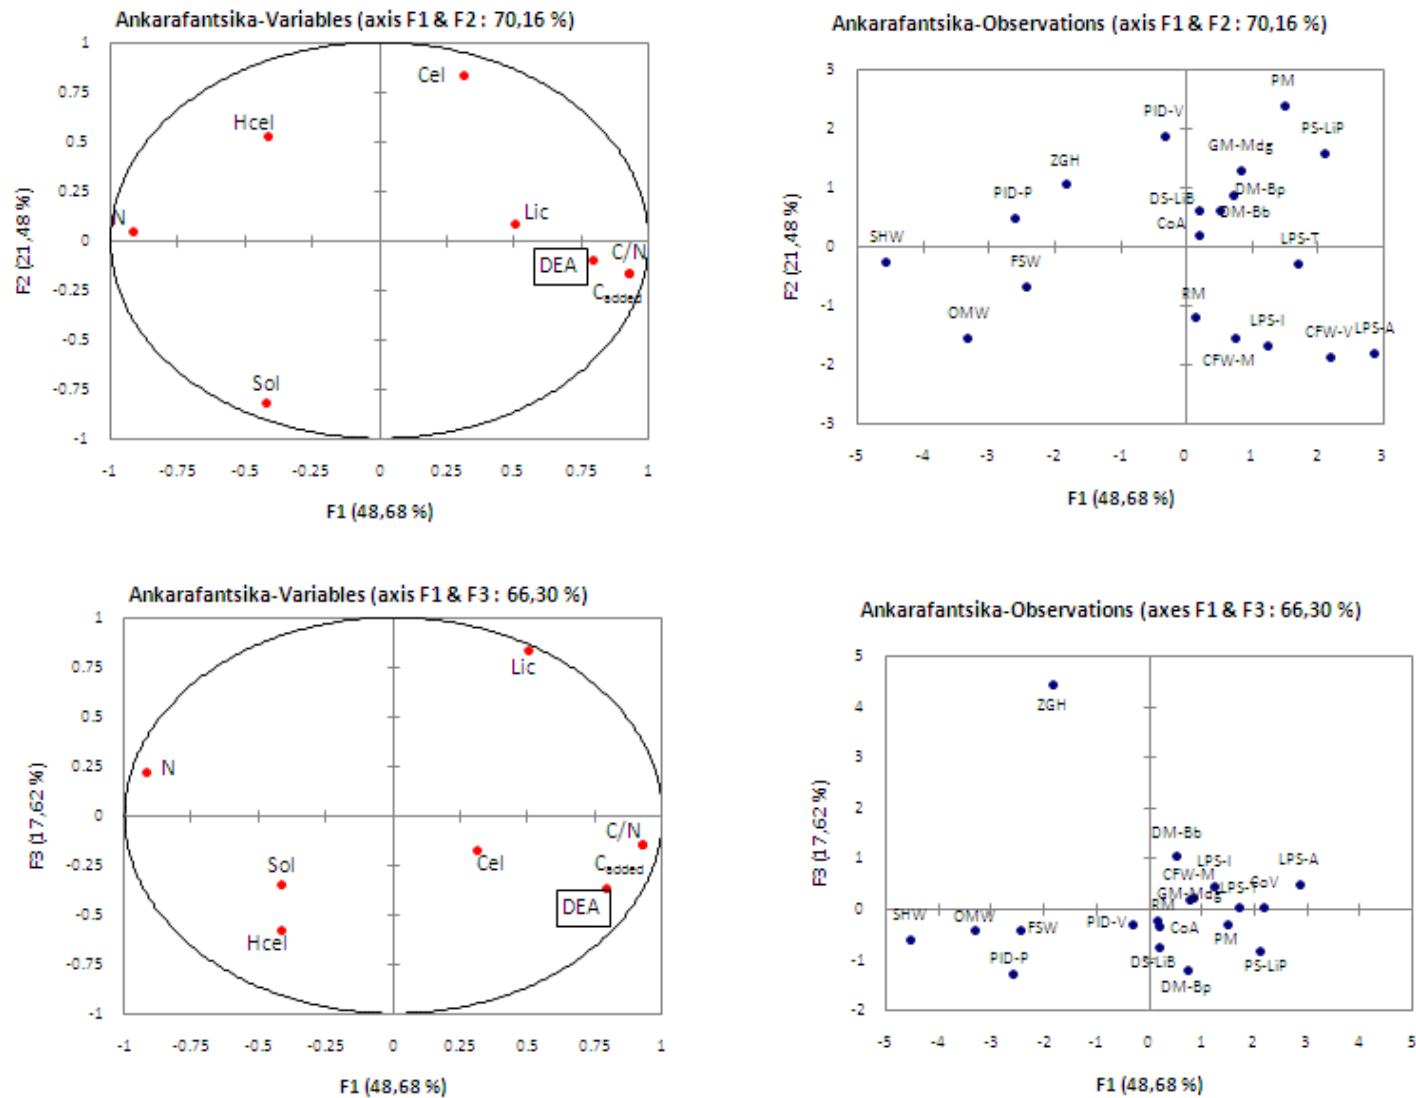 Ankarafantsika-Variables (axis F1 & F2 : 70,16 %)
1
0.75
0.5
0.25
0
-0.25
-0.5
-0.75
-1
F2 (21,48 %)
Cel
Hcel
N
Lic
DEA
C/N
Cadded
Sol
-1 -0.75 -0.5 -0.25 0 0.25 0.5 0.75 1
F1 (48,68 %)
Ankarafantsika-Observations (axis F1 & F2 : 70,16 %)
3
2
1
0
-1
-2
-3
F2 (21,48 %)
PM
PID-V
PS-LiP
GM-Mdg
ZGH
DM-Bp
PID-P
DS-LiB
DM-Bb
CoA
SHW
LPS-T
FSW
RM
OMW
LPS-I
CFW-V
LPS-A
CFW-M
-5 -4 -3 -2 -1 0 1 2 3
F1 (48,68 %)
Ankarafantsika-Variables (axis F1 & F3 : 66,30 %)
1
0.75
0.5
0.25
0
-0.25
-0.5
-0.75
-1
F3 (17,62 %)
Lic
N
C/N
Sol
Cel
Cadded
DEA
Hcel
-1 -0.75 -0.5 -0.25 0 0.25 0.5 0.75 1
F1 (48,68 %)
Ankarafantsika-Observations (axes F1 & F3 : 66,30 %)
5
4
3
2
1
0
-1
-2
F3 (17,62 %)
ZGH
DM-Bb
LPS-I
LPS-A
CFW-M
LPS-T
CoV
GM-Mdg
RM
SHW
OMW
FSW
PID-V
CoA
PM
PID-P
DS-LiB
PS-LiP
DM-Bp
-5 -4 -3 -2 -1 0 1 2 3 4 5
F1 (48,68 %)